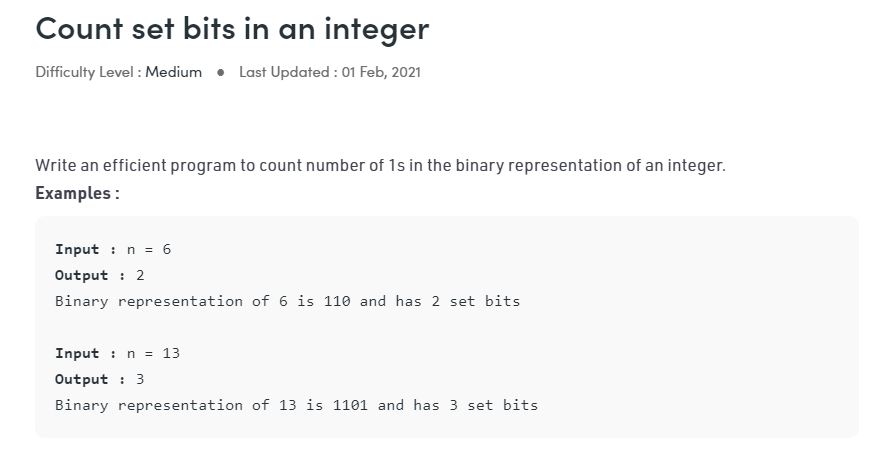 Count set bits in an integer
Difficulty Level : Medium ● Last Updated : 01 Feb, 2021
Write an efficient program to count number of 1s in the binary representation of an integer.
Examples :
Input : n = 6
Output : 2
Binary representation of 6 is 110 and has 2 set bits
Input : n = 13
Output : 3
Binary representation of 13 is 1101 and has 3 set bits